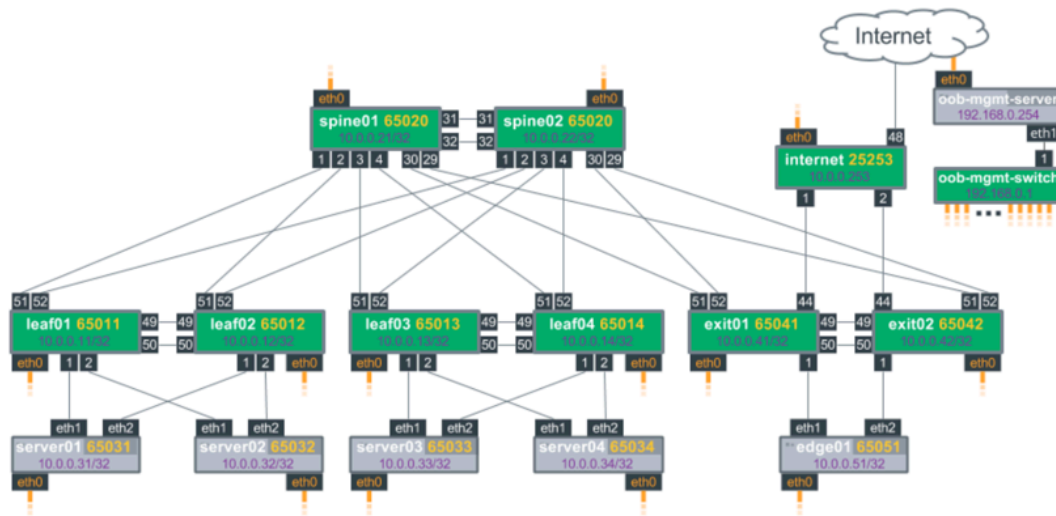 Internet
eth0
eth0
eth0
oob-mgmt-server
192.168.0.254
spine01 65020
10.0.0.21/32
31
32
31
32
spine02 65020
10.0.0.22/32
eth0
48
eth1
1 2 3 4 30 29
1 2 3 4 30 29
internet 25253
10.0.0.253
1
oob-mgmt-switch
192.168.0.1
1
2
51 52
51 52
51 52
51 52
51 52
44
44
51 52
leaf01 65011
10.0.0.11/32
49
50
49
50
leaf02 65012
10.0.0.12/32
leaf03 65013
10.0.0.13/32
49
50
49
50
leaf04 65014
10.0.0.14/32
exit01 65041
10.0.0.41/32
49
50
49
50
exit02 65042
10.0.0.42/32
eth0
1 2
1 2
eth0
eth0
1 2
1 2
eth0
eth0
1
1
eth0
eth1
eth2
eth1
eth2
eth1
eth2
eth1
eth2
eth1
eth2
server01 65031
10.0.0.31/32
server02 65032
10.0.0.32/32
server03 65033
10.0.0.33/32
server04 65034
10.0.0.34/32
edge01 65051
10.0.0.51/32
eth0
eth0
eth0
eth0
eth0